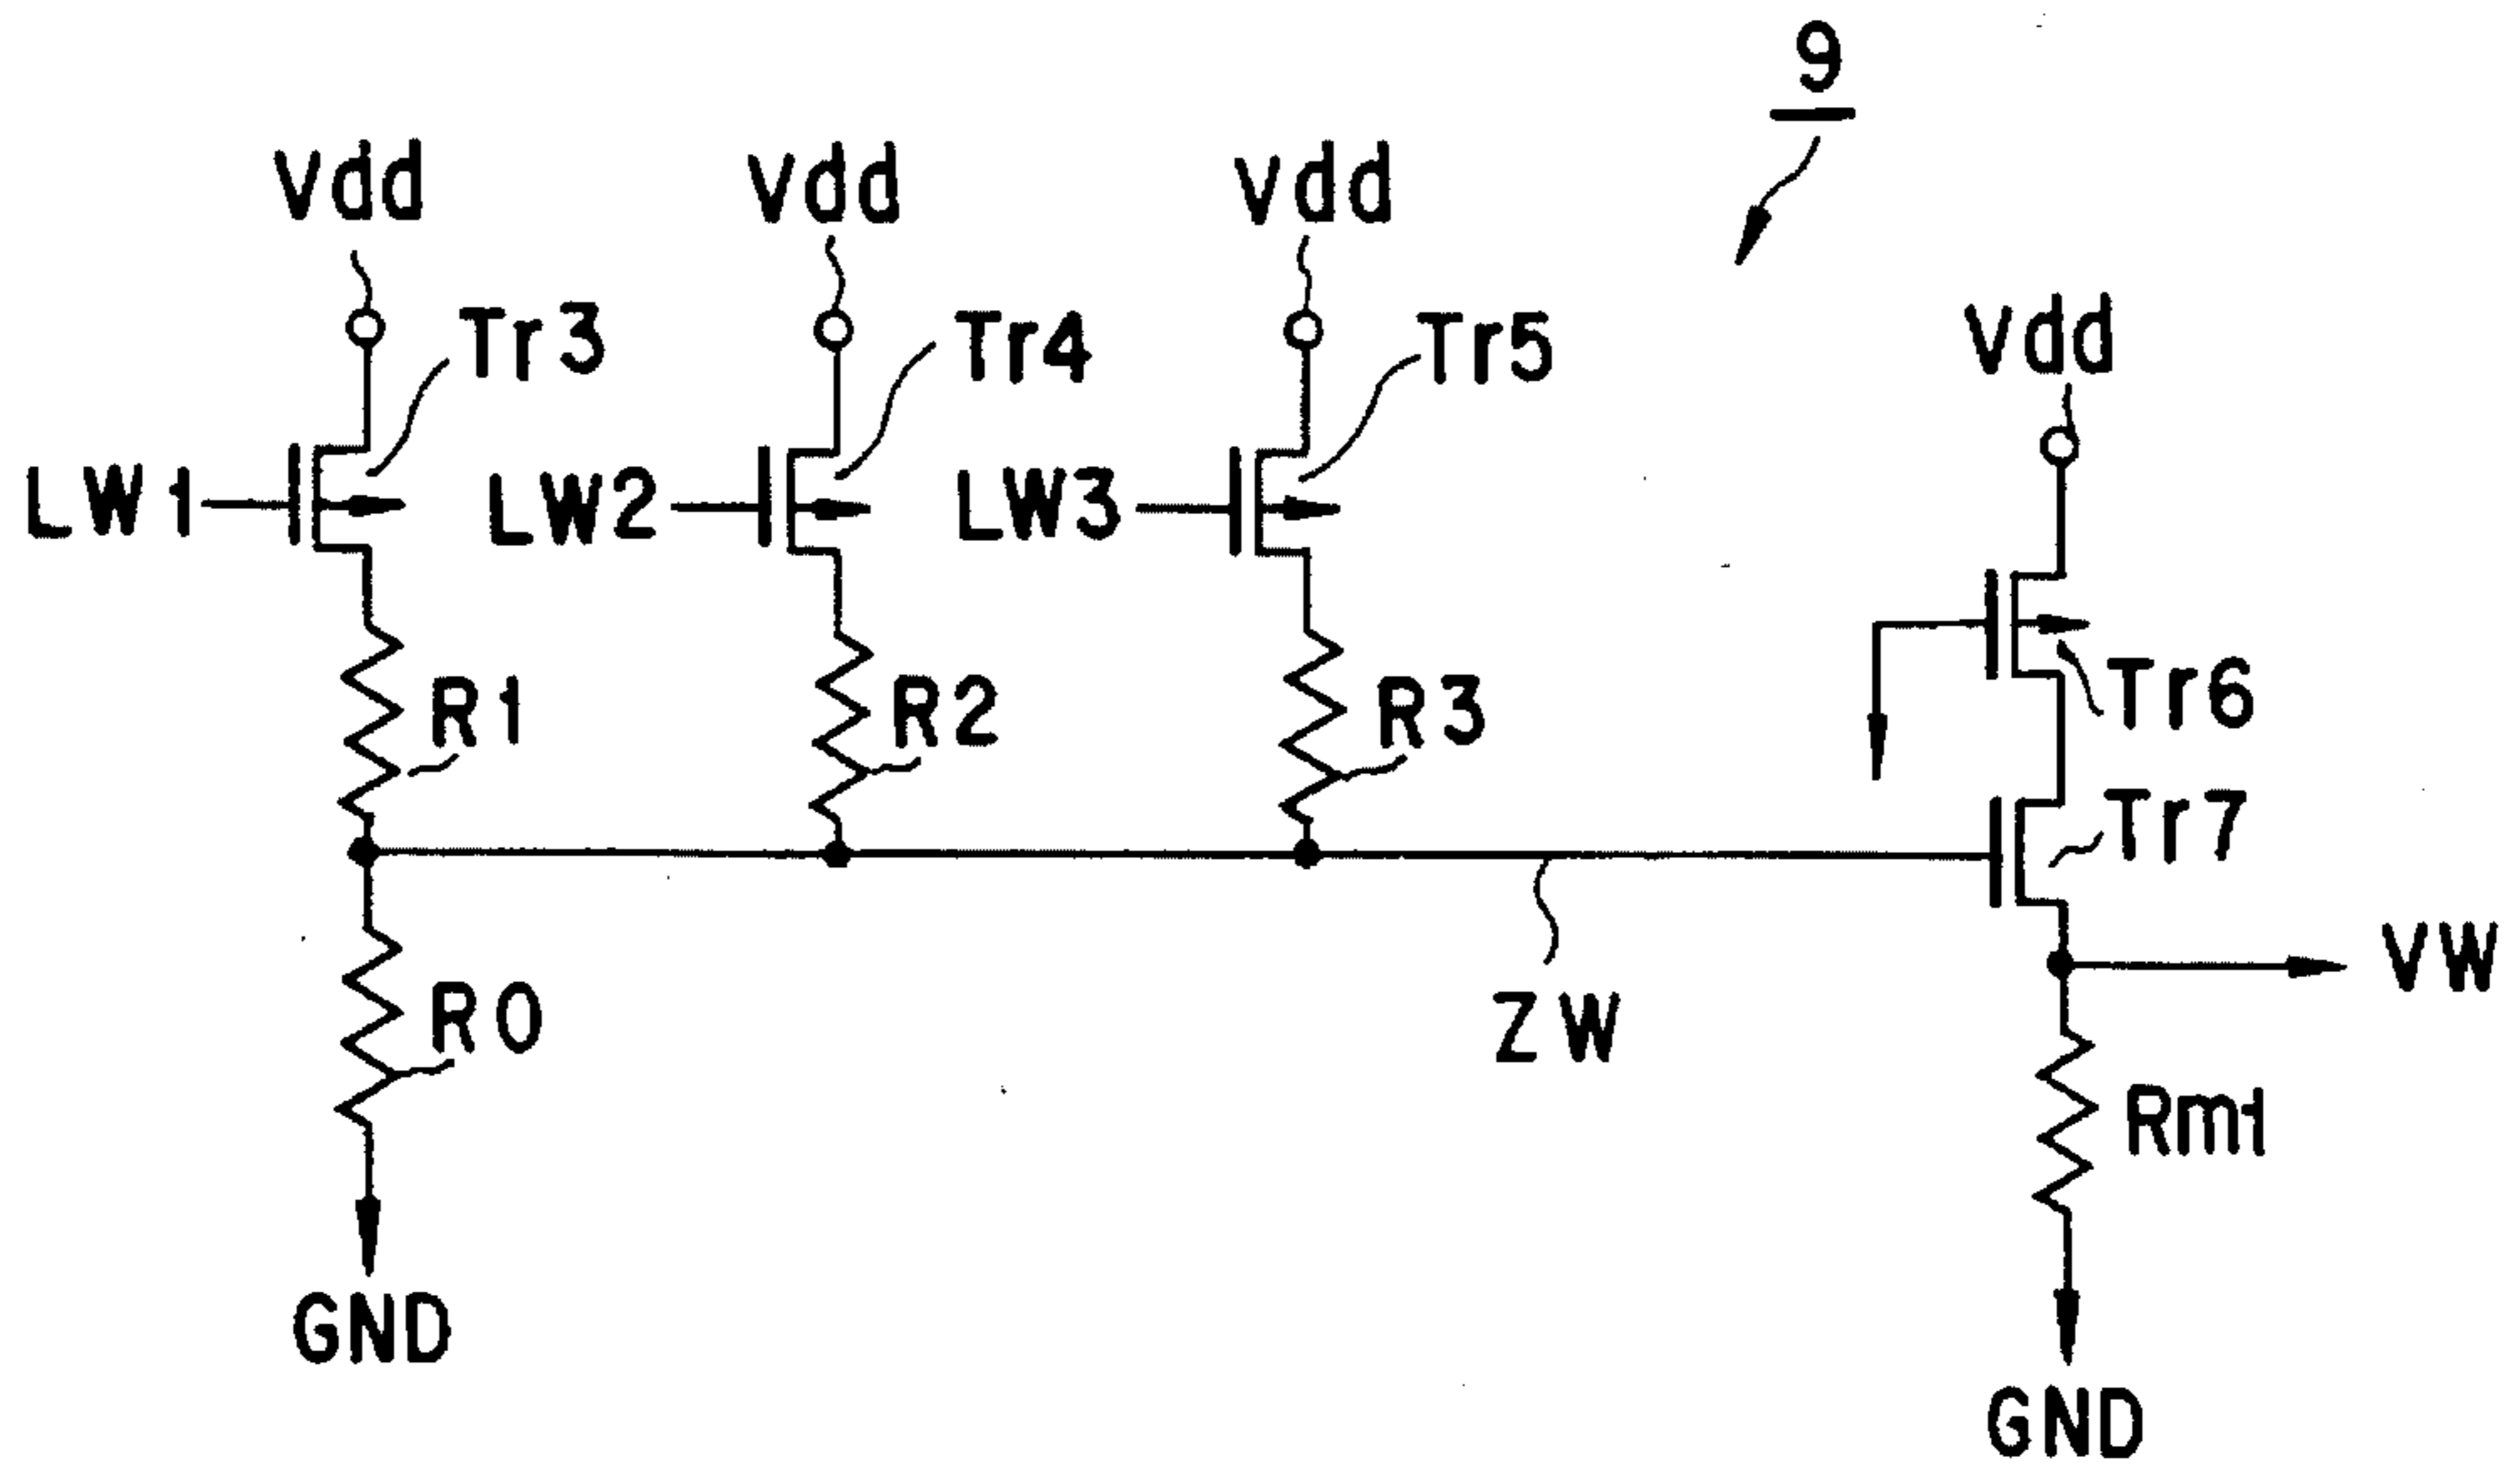 9
Vdd
Vdd
Vdd
Vdd
Tr3
Tr4
Tr5
LW1
LW2
LW3
Tr6
R1
R2
R3
Tr7
VW
R0
ZW
Rm1
GND
GND